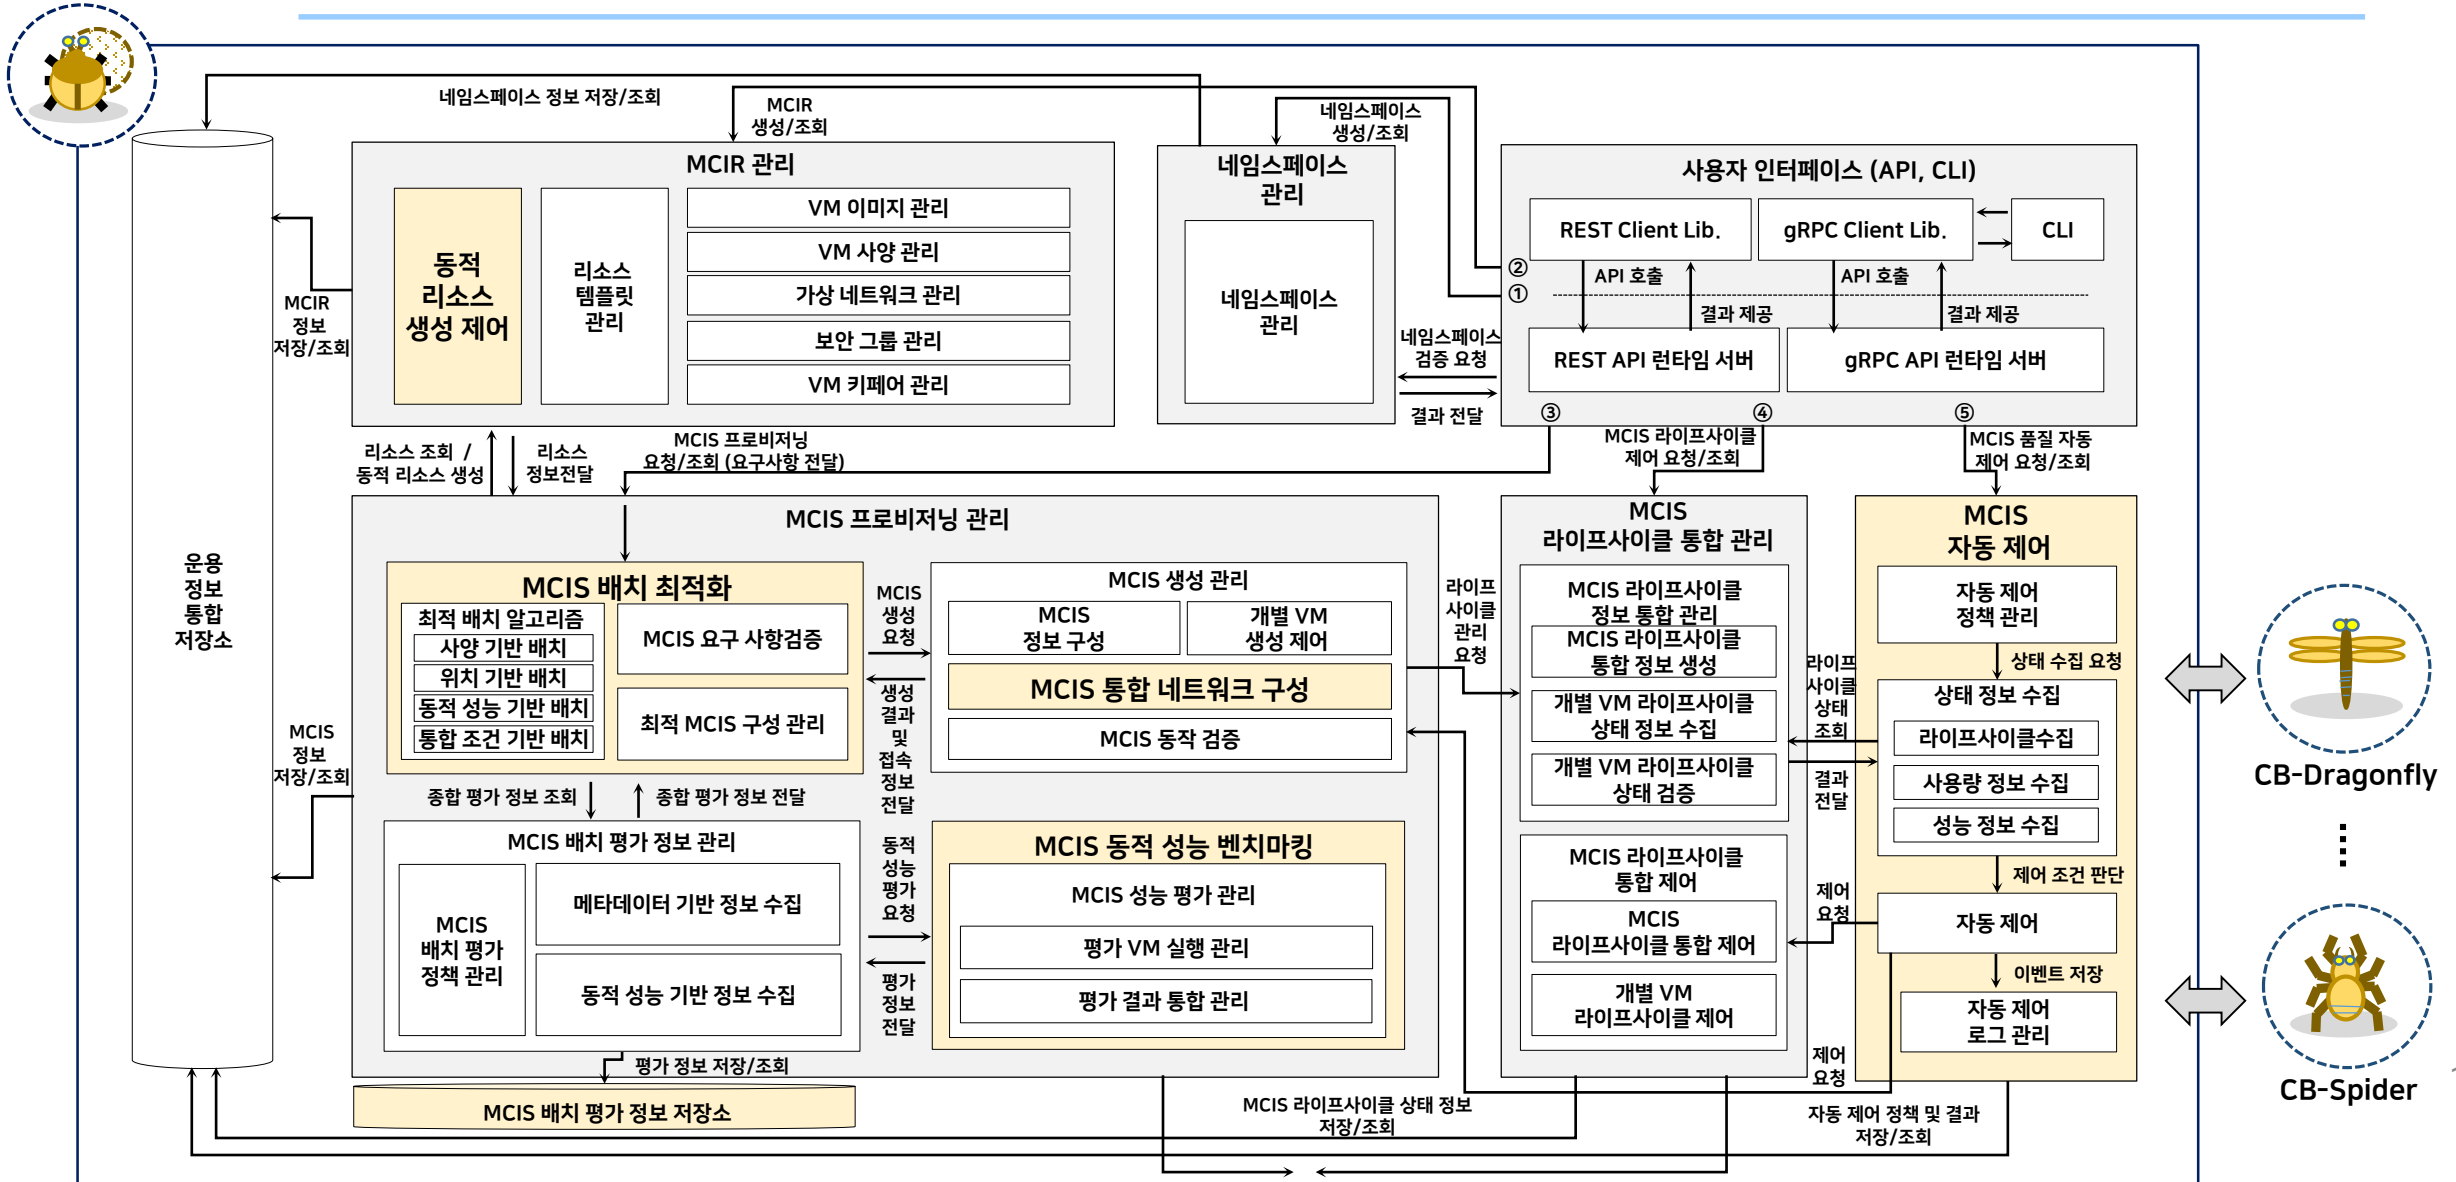 네임스페이스 정보 저장/조회
MCIR
생성/조회
네임스페이스
생성/조회
MCIR 관리
동적
리소스
생성 제어
리소스
템플릿
관리
VM 이미지 관리
VM 사양 관리
가상 네트워크 관리
보안 그룹 관리
VM 키페어 관리
네임스페이스
관리
네임스페이스
관리
사용자 인터페이스 (API, CLI)
REST Client Lib.
gRPC Client Lib.
CLI
②
①
API 호출
API 호출
결과 제공
결과 제공
REST API 런타임 서버
gRPC API 런타임 서버
③
④
⑤
네임스페이스
검증 요청
결과 전달
MCIR
정보
저장/조회
운용
정보
통합
저장소
MCIS
정보
저장/조회
리소스 조회 /
동적 리소스 생성
리소스
정보전달
MCIS 프로비저닝
요청/조회 (요구사항 전달)
MCIS 라이프사이클
제어 요청/조회
MCIS 품질 자동
제어 요청/조회
MCIS 프로비저닝 관리
MCIS 배치 최적화
최적 배치 알고리즘
사양 기반 배치
위치 기반 배치
동적 성능 기반 배치
통합 조건 기반 배치
MCIS 요구 사항검증
최적 MCIS 구성 관리
MCIS
생성
요청
생성
결과
및
접속
정보
전달
MCIS 생성 관리
MCIS
정보 구성
개별 VM
생성 제어
MCIS 통합 네트워크 구성
MCIS 동작 검증
종합 평가 정보 조회
종합 평가 정보 전달
MCIS 배치 평가 정보 관리
MCIS
배치 평가
정책 관리
메타데이터 기반 정보 수집
동적 성능 기반 정보 수집
동적
성능
평가
요청
평가
정보
전달
MCIS 동적 성능 벤치마킹
MCIS 성능 평가 관리
평가 VM 실행 관리
평가 결과 통합 관리
평가 정보 저장/조회
MCIS 배치 평가 정보 저장소
라이프
사이클
관리
요청
MCIS
라이프사이클 통합 관리
MCIS 라이프사이클
정보 통합 관리
MCIS 라이프사이클
통합 정보 생성
개별 VM 라이프사이클
상태 정보 수집
개별 VM 라이프사이클
상태 검증
MCIS 라이프사이클
통합 제어
MCIS
라이프사이클 통합 제어
개별 VM
라이프사이클 제어
라이프
사이클
상태
조회
결과
전달
제어
요청
제어
요청
MCIS
자동 제어
자동 제어
정책 관리
상태 수집 요청
상태 정보 수집
라이프사이클수집
사용량 정보 수집
성능 정보 수집
제어 조건 판단
자동 제어
이벤트 저장
자동 제어
로그 관리
MCIS 라이프사이클 상태 정보
저장/조회
자동 제어 정책 및 결과
저장/조회
CB-Dragonfly
CB-Spider